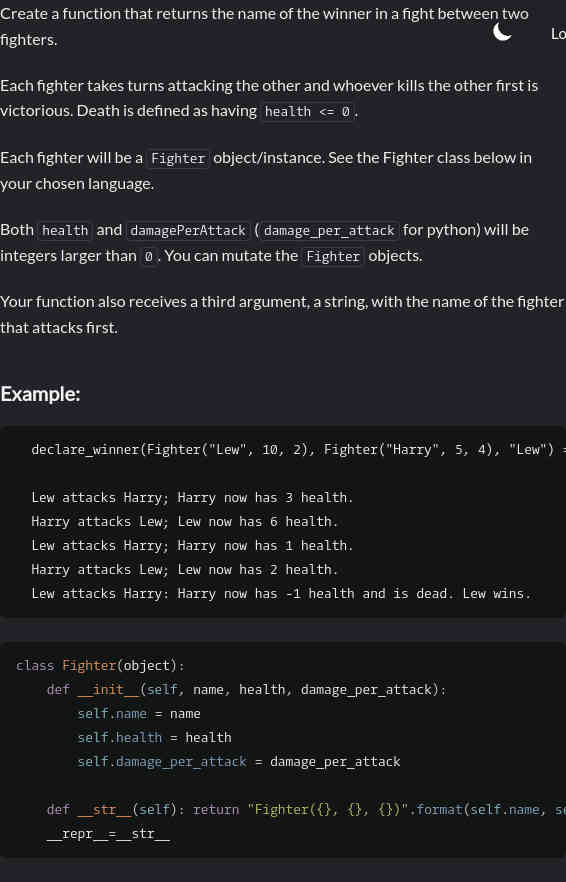 Create a function that returns the name of the winner in a fight between two
fighters.
Lo
Each fighter takes turns attacking the other and whoever kills the other first is
victorious. Death is defined as having health <= 0.
Each fighter will be a Fighter object/instance. See the Fighter class below in
your chosen language.
Both health and damagePerAttack (damage_per_attack for python) will be
integers larger than 0. You can mutate the Fighter objects.
Your function also receives a third argument, a string, with the name of the fighter
that attacks first.
Example:
declare_winner(Fighter("Lew", 10, 2), Fighter("Harry", 5, 4), "Lew") =
Lew attacks Harry; Harry now has 3 health.
Harry attacks Lew; Lew now has 6 health.
Lew attacks Harry; Harry now has 1 health.
Harry attacks Lew; Lew now has 2 health.
Lew attacks Harry: Harry now has -1 health and is dead. Lew wins.
class Fighter(object):
def __init__(self, name, health, damage_per_attack):
self.name = name
self.health = health
self.damage_per_attack = damage_per_attack
def __str__(self): return "Fighter({}, {}, {})".format(self.name, se
__repr__=__str__